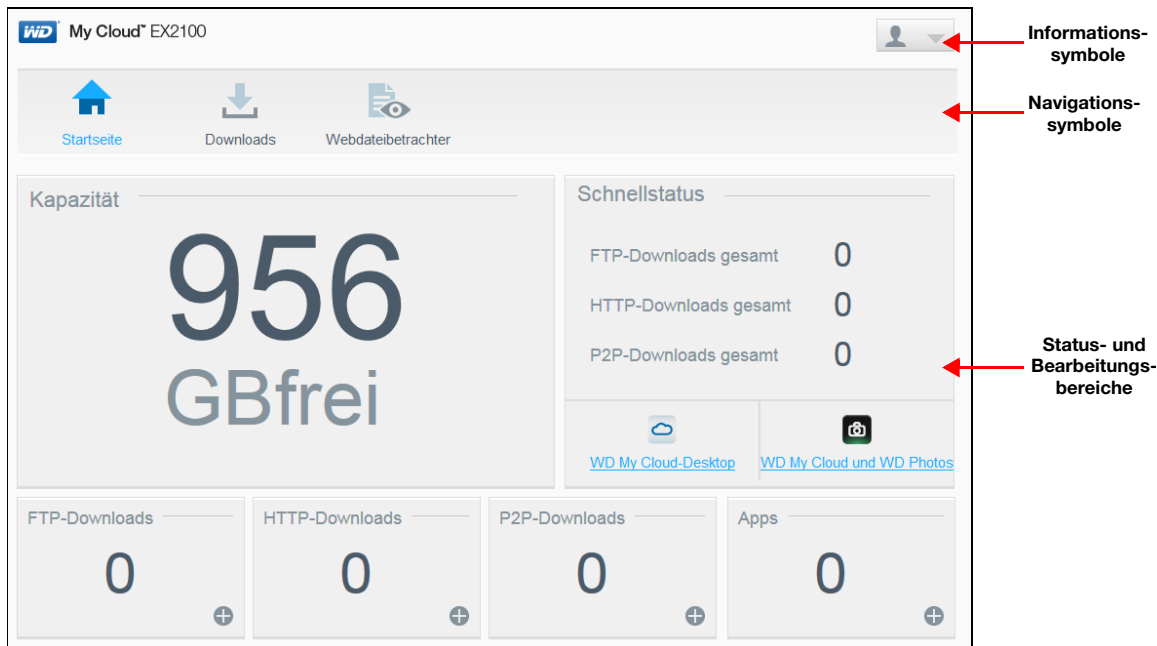 WD My Cloud™ EX2100
Informations-
symbole
Startseite
Downloads
Webdateibetrachter
Navigations-
symbole
Kapazität
956
GBfrei
Schnellstatus
FTP-Downloads gesamt 0
HTTP-Downloads gesamt 0
P2P-Downloads gesamt 0
Status- und
Bearbeitungs-
bereiche
WD My Cloud-Desktop
WD My Cloud und WD Photos
FTP-Downloads
0
HTTP-Downloads
0
P2P-Downloads
0
Apps
0